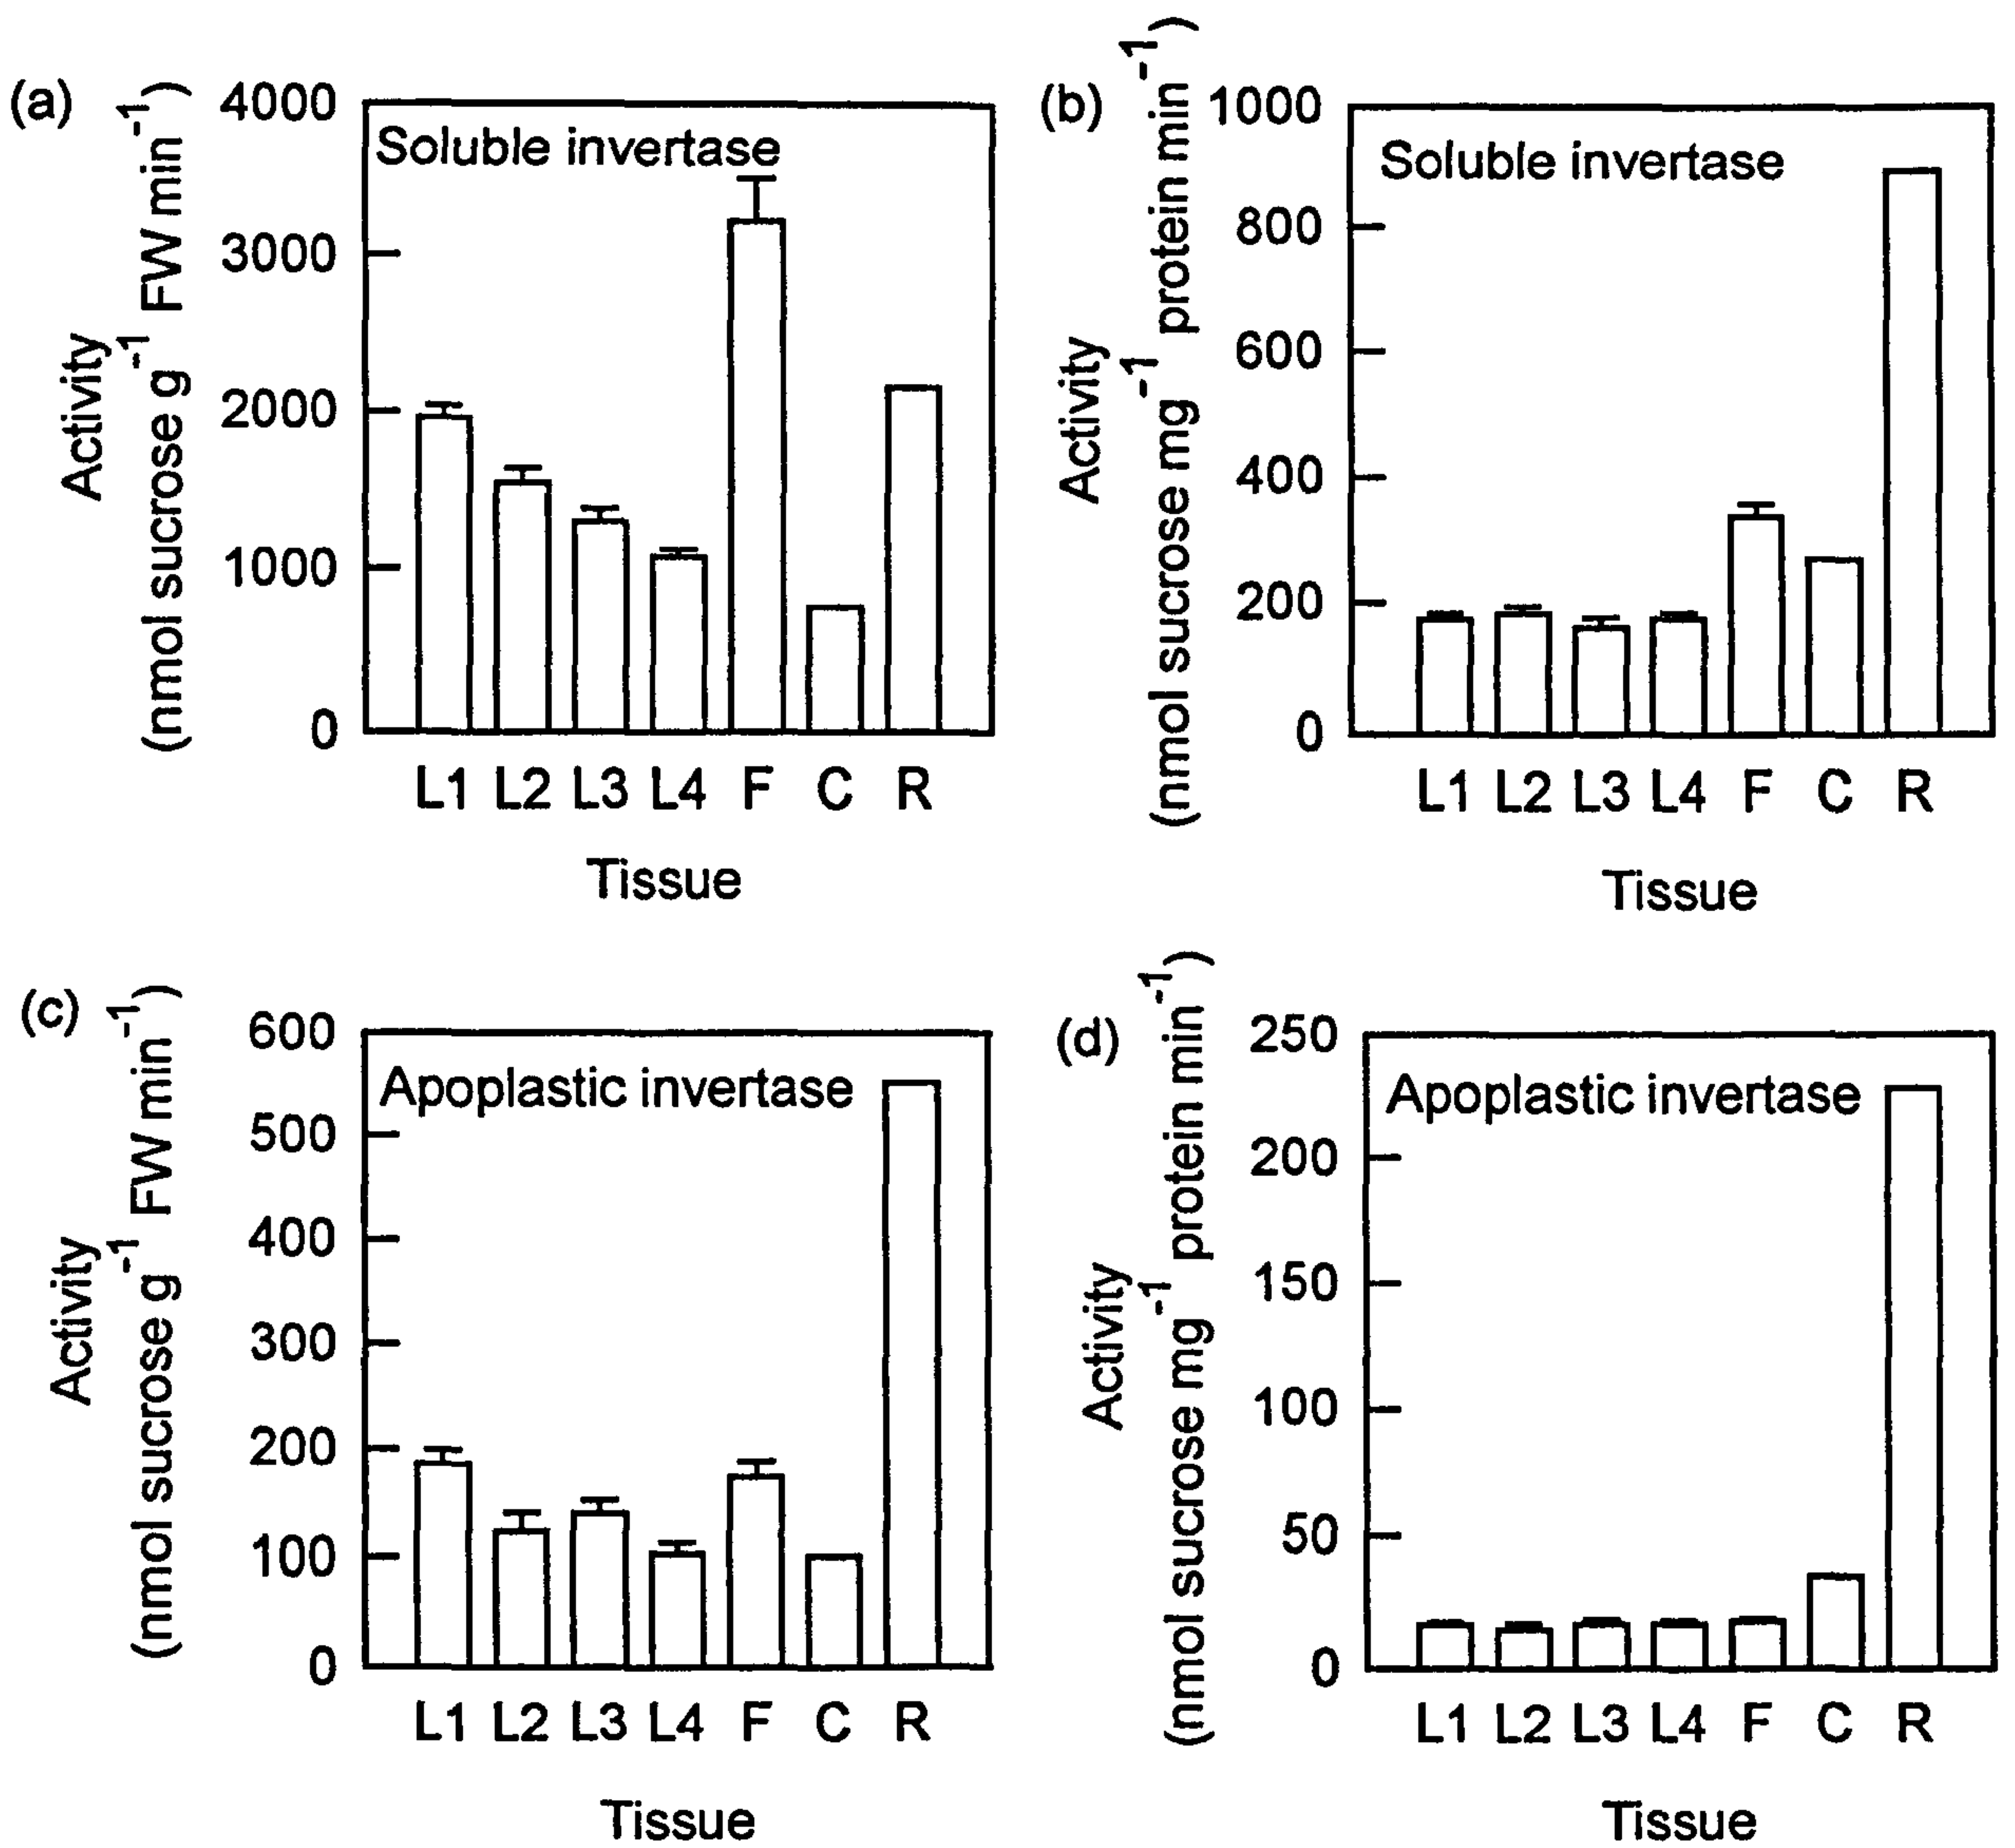 (a)
Activity
(nmol sucrose g⁻¹ FW min⁻¹)
4000
3000
2000
1000
0
Soluble invertase
L1 L2 L3 L4 F C R
Tissue
(b)
Activity
(nmol sucrose mg⁻¹ protein min⁻¹)
1000
800
600
400
200
0
Soluble invertase
L1 L2 L3 L4 F C R
Tissue
(c)
Activity
(nmol sucrose g⁻¹ FW min⁻¹)
600
500
400
300
200
100
0
Apoplastic invertase
L1 L2 L3 L4 F C R
Tissue
(d)
Activity
(nmol sucrose mg⁻¹ protein min⁻¹)
250
200
150
100
50
0
Apoplastic invertase
L1 L2 L3 L4 F C R
Tissue